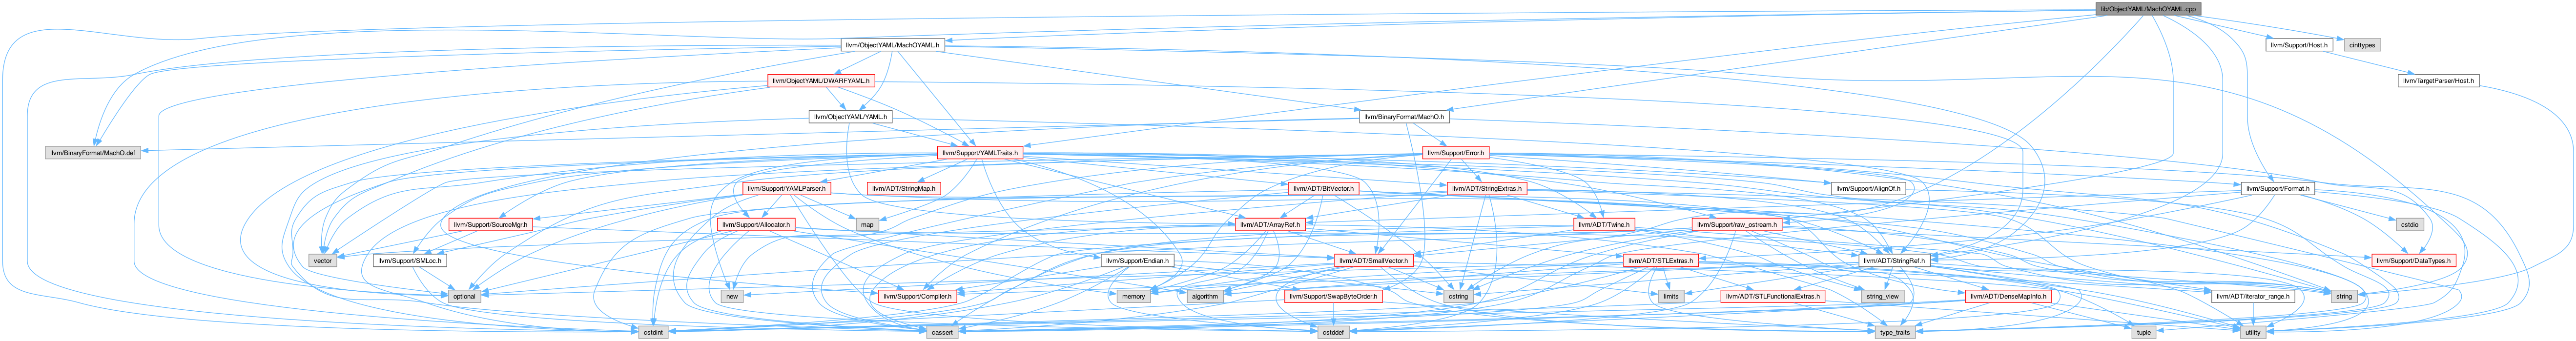 lib/ObjectYAML/MachOYAML.cpp
llvm/ObjectYAML/MachOYAML.h
llvm/Support/Host.h
cinttypes
llvm/ObjectYAML/DWARFYAML.h
llvm/TargetParser/Host.h
llvm/ObjectYAML/YAML.h
llvm/BinaryFormat/MachO.h
llvm/BinaryFormat/MachO.def
llvm/Support/YAMLTraits.h
llvm/Support/Error.h
llvm/Support/YAMLParser.h
llvm/ADT/StringMap.h
llvm/ADT/BitVector.h
llvm/ADT/StringExtras.h
llvm/Support/AlignOf.h
llvm/Support/Format.h
llvm/Support/SourceMgr.h
llvm/Support/Allocator.h
map
llvm/ADT/ArrayRef.h
llvm/ADT/Twine.h
llvm/Support/raw_ostream.h
cstdio
vector
llvm/Support/SMLoc.h
llvm/Support/Endian.h
llvm/ADT/SmallVector.h
llvm/ADT/STLExtras.h
llvm/ADT/StringRef.h
llvm/Support/DataTypes.h
optional
new
llvm/Support/Compiler.h
memory
algorithm
llvm/Support/SwapByteOrder.h
cstring
limits
llvm/ADT/STLFunctionalExtras.h
string_view
llvm/ADT/DenseMapInfo.h
llvm/ADT/iterator_range.h
string
cstdint
cassert
cstddef
type_traits
tuple
utility